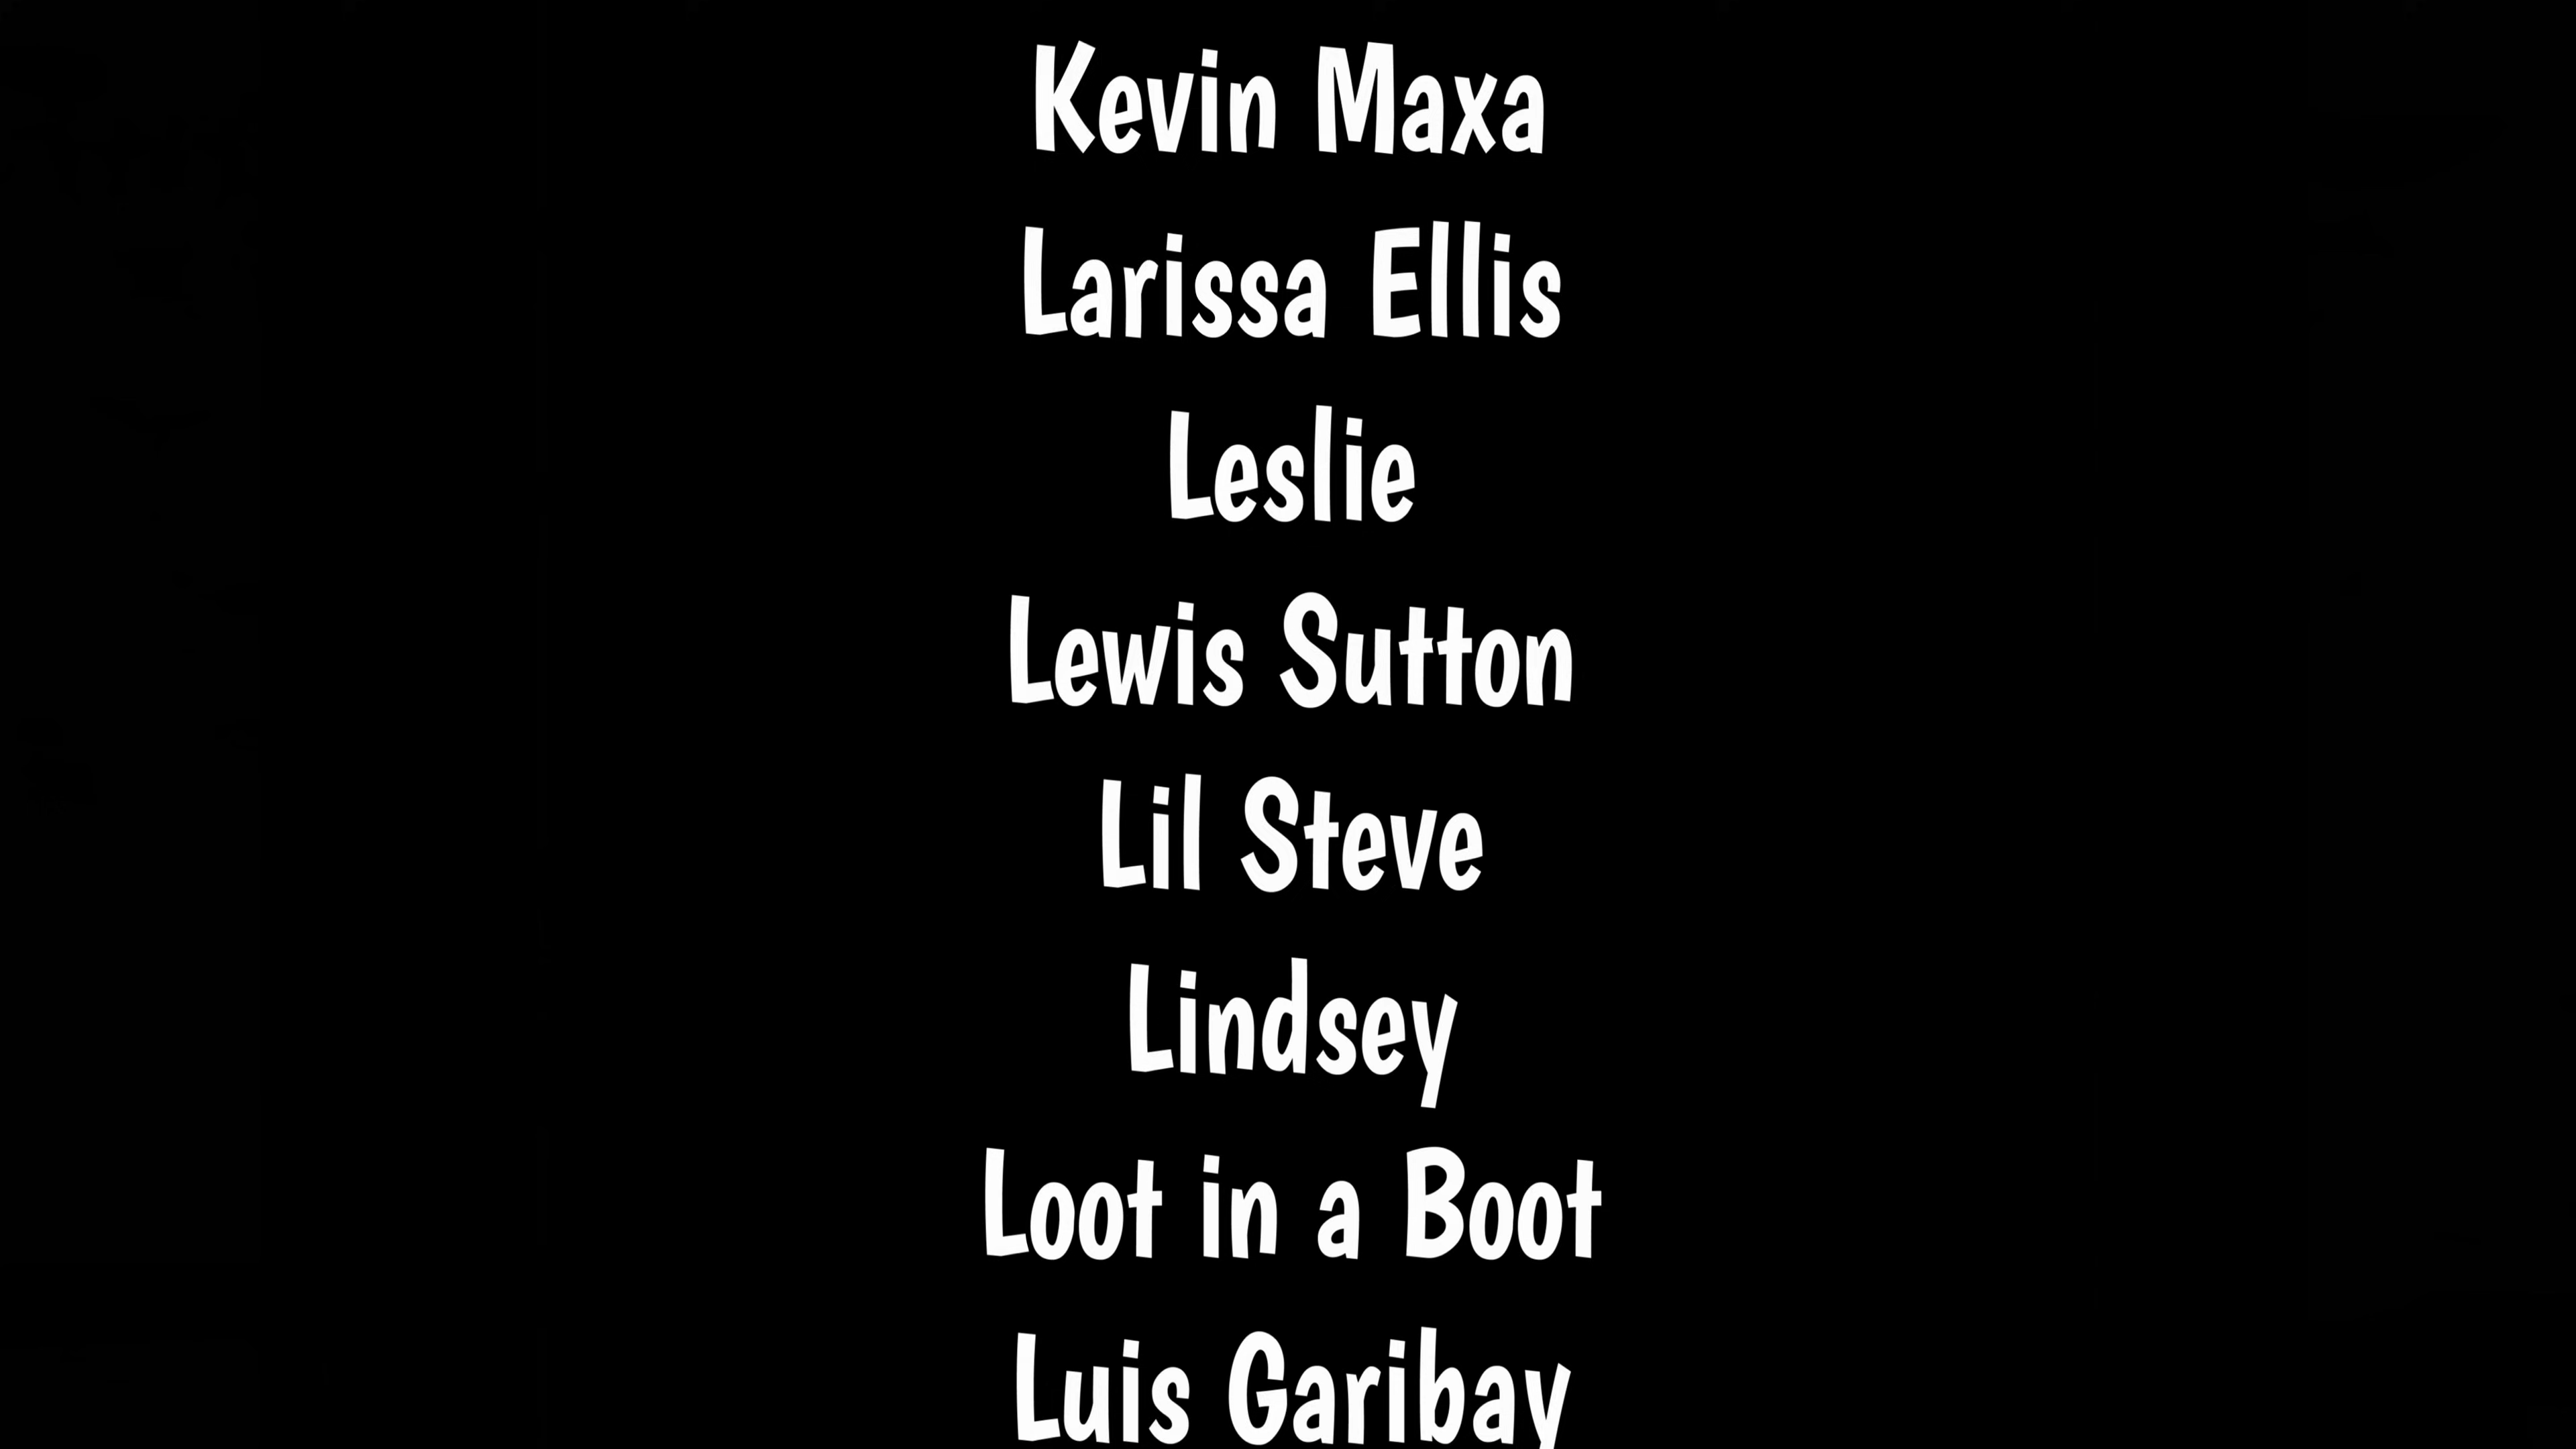 Kevin Maxa
Larissa Ellis
Leslie
Lewis Sutton
Lil Steve
Lindsey
Loot in a Boot
Luis Garibay